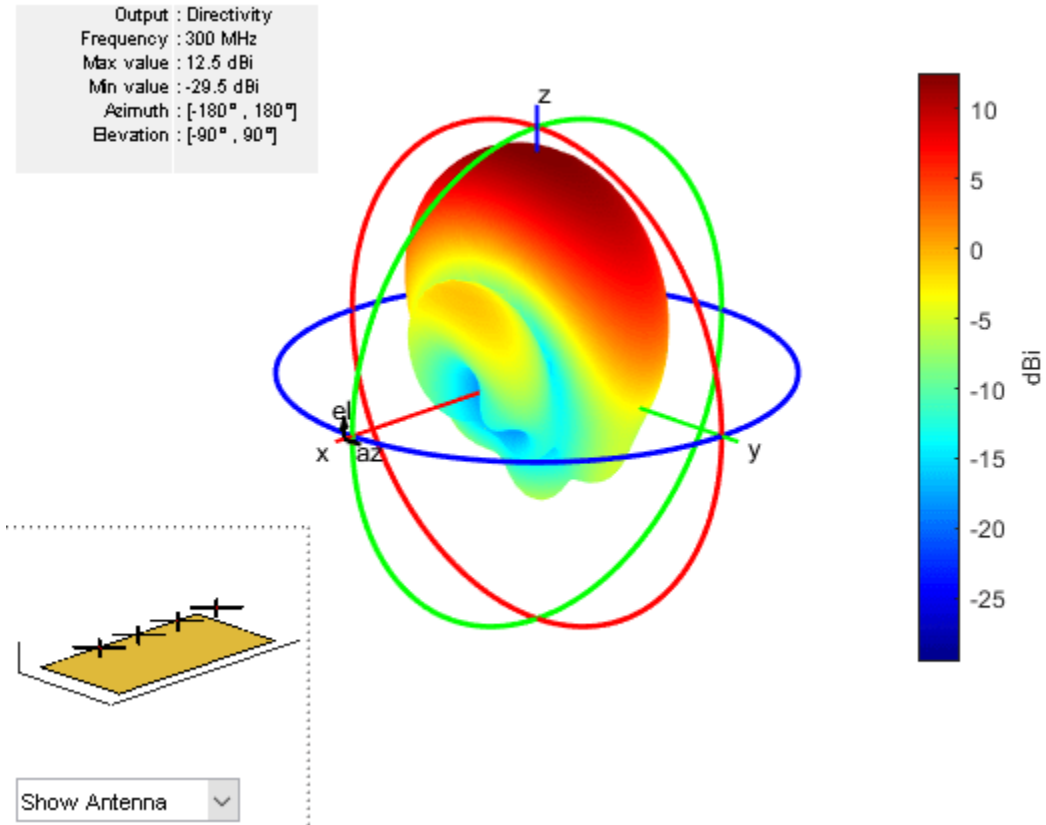 Output : Directivity
Frequency : 300 MHz
Max value : 12.5 dBi
Min value : -29.5 dBi
Azimuth : [-180° , 180°]
Elevation : [-90° , 90°]
z
x
el
az
y
10
5
0
-5
-10
-15
-20
-25
dBi
Show Antenna